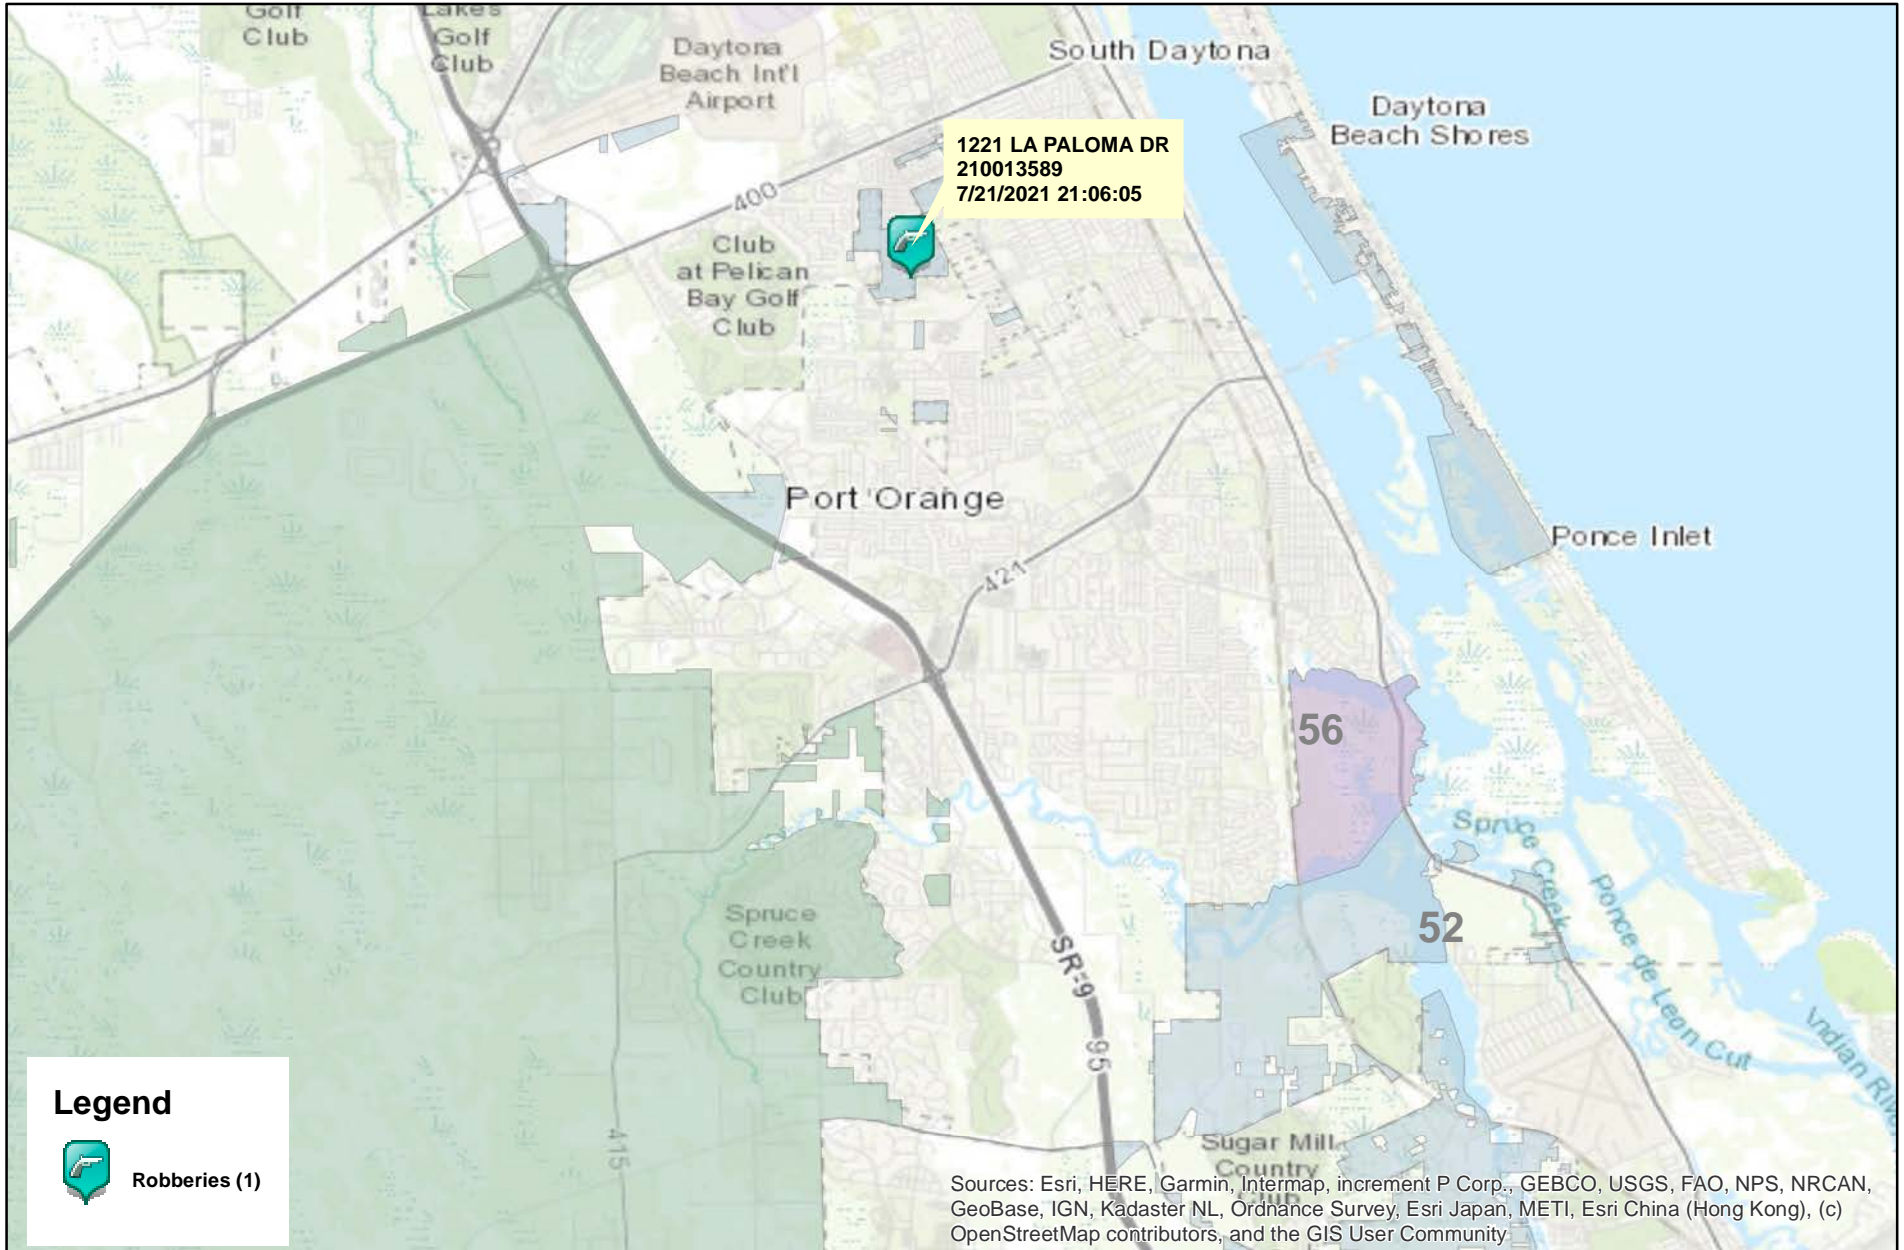 Golf
Club
Lakes
Golf
Club
Daytona
Beach Int'l
Airport
South Daytona
Daytona
Beach Shores
1221 LA PALOMA DR
210013589
7/21/2021 21:06:05
400
Club
at Pelican
Bay Golf
Club
Port Orange
Ponce Inlet
421
56
Spruce
Creek
52
Ponce de Leon Cut
Spruce
Creek
Country
Club
SR-9
95
Indian Riv
415
Sugar Mill
Country
Club
Legend
Robberies (1)
Sources: Esri, HERE, Garmin, Intermap, increment P Corp., GEBCO, USGS, FAO, NPS, NRCAN,
GeoBase, IGN, Kadaster NL, Ordnance Survey, Esri Japan, METI, Esri China (Hong Kong), (c)
OpenStreetMap contributors, and the GIS User Community